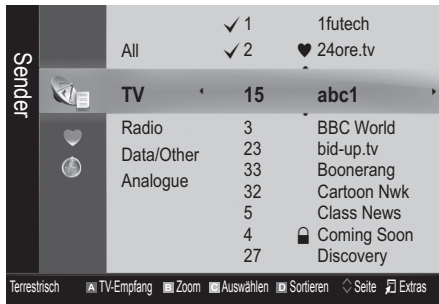 Sender
1 1futech
All 2 24ore.tv
TV 15 abc1
Radio 3 BBC World
Data/Other 23 bid-up.tv
Analogue 33 Boonerang
32 Cartoon Nwk
5 Class News
4 Coming Soon
27 Discovery
Terrestrisch A TV-Empfang B Zoom C Auswählen D Sortieren Seite Extras